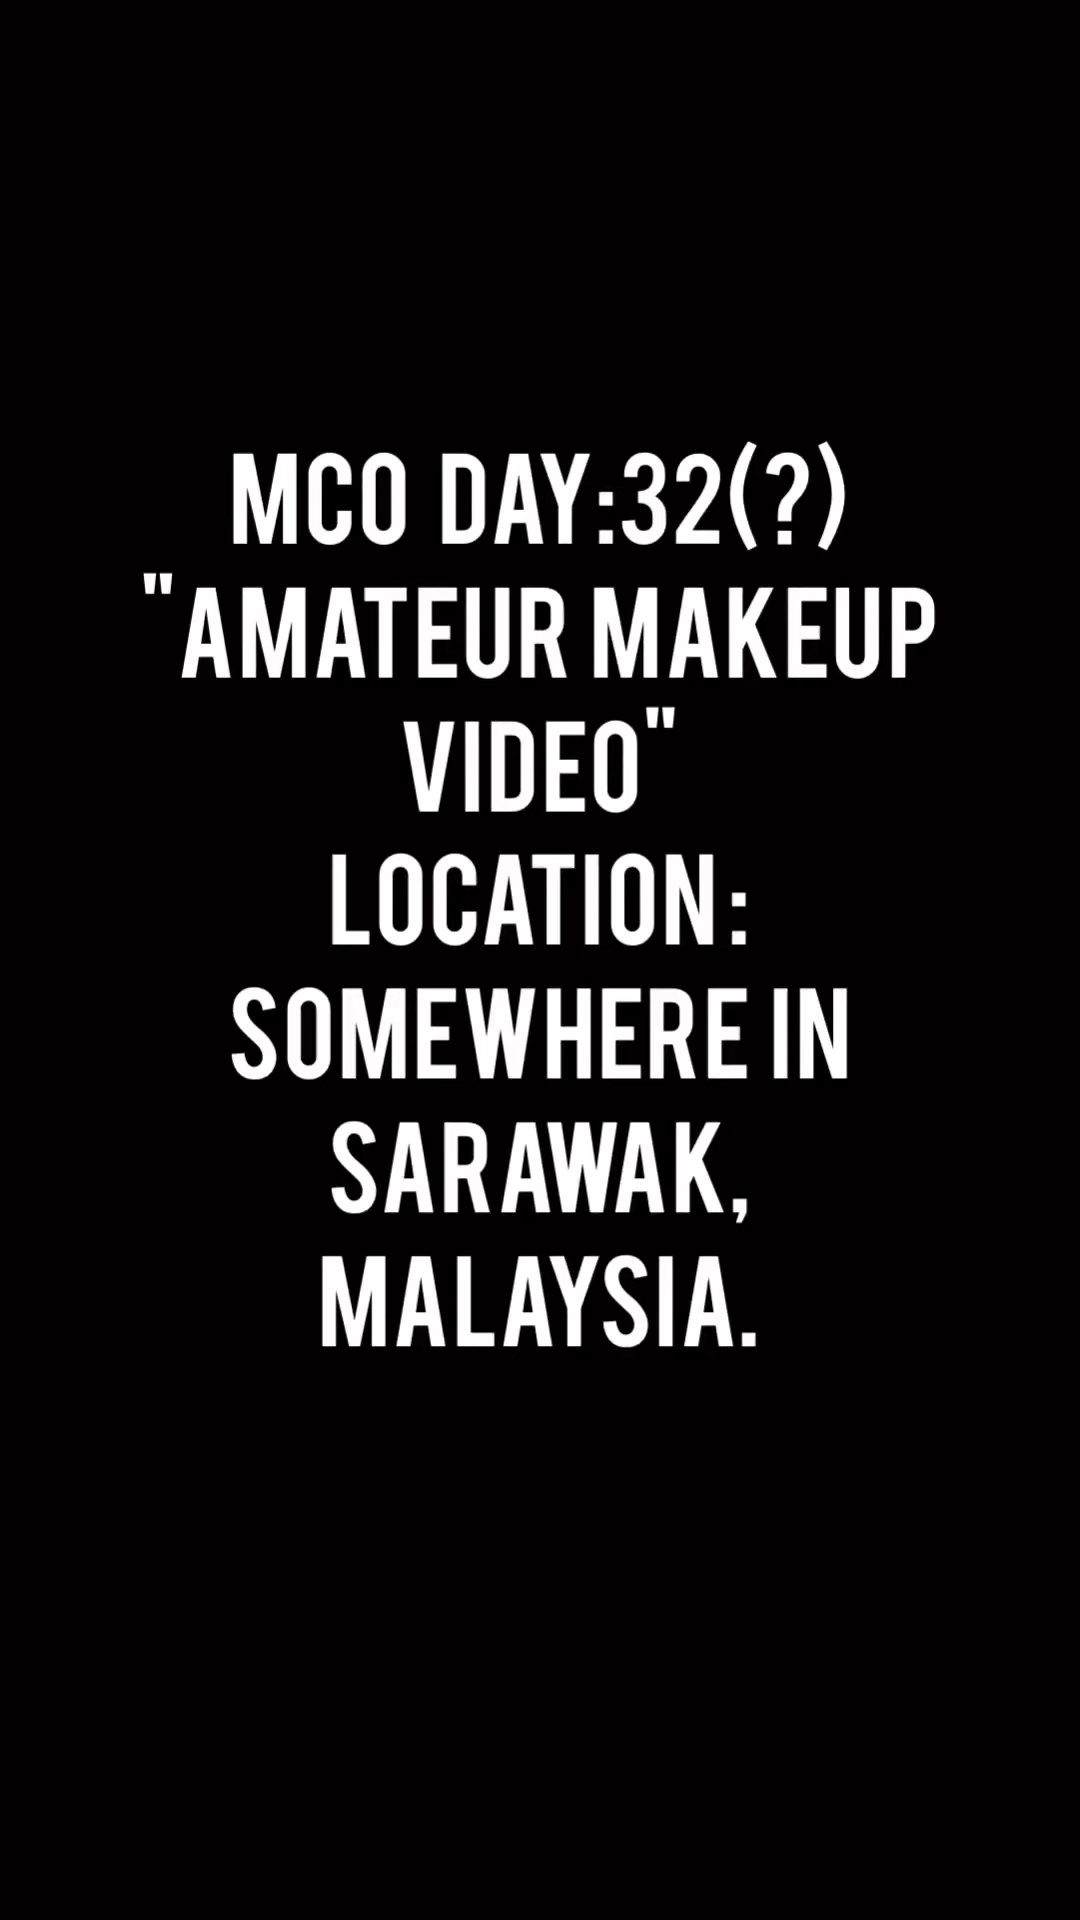 MCO DAY:32(?)
"AMATEUR MAKEUP
VIDEO"
LOCATION:
SOMEWHERE IN
SARAWAK,
MALAYSIA.